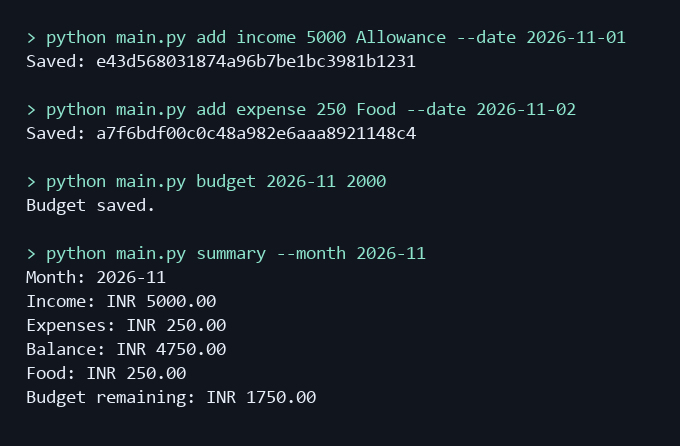 > python main.py add income 5000 Allowance --date 2026-11-01
Saved: e43d568031874a96b7be1bc3981b1231
> python main.py add expense 250 Food --date 2026-11-02
Saved: a7f6bdf00c0c48a982e6aaa8921148c4
> python main.py budget 2026-11 2000
Budget saved.
> python main.py summary --month 2026-11
Month: 2026-11
Income: INR 5000.00
Expenses: INR 250.00
Balance: INR 4750.00
Food: INR 250.00
Budget remaining: INR 1750.00